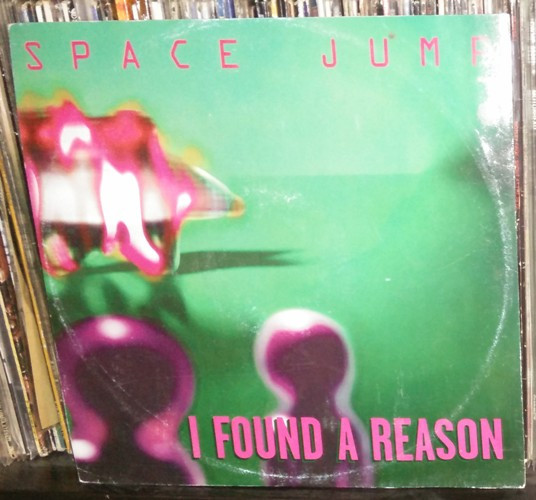 SPACE JUMP
I FOUND A REASON